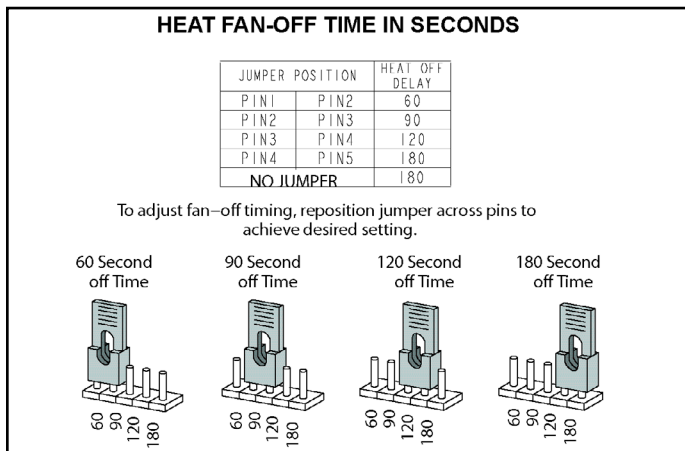 HEAT FAN-OFF TIME IN SECONDS
JUMPER POSITION HEAT OFF DELAY
PIN1 PIN2 60
PIN2 PIN3 90
PIN3 PIN4 120
PIN4 PIN5 180
NO JUMPER 180
To adjust fan–off timing, reposition jumper across pins to
achieve desired setting.
60 Second
off Time
90 Second
off Time
120 Second
off Time
180 Second
off Time
60 90 120 180
60 90 120 180
60 90 120 180
60 90 120 180